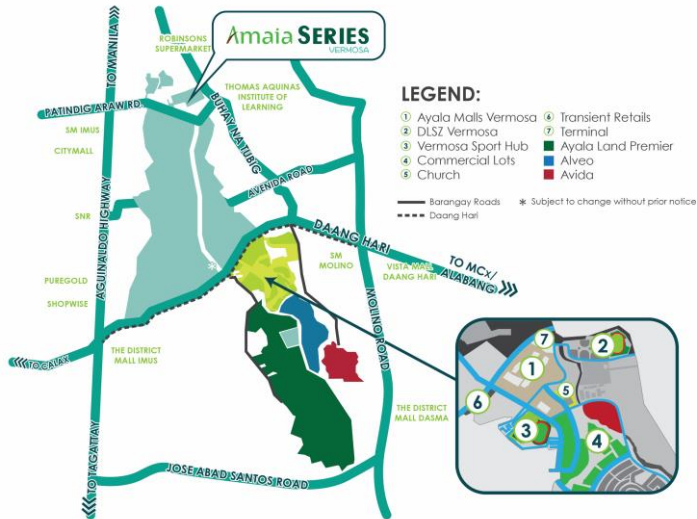 Amaia SERIES
VERMOSA
TO MANILA
ROBINSONS
SUPERMARKET
THOMAS AQUINAS
INSTITUTE OF
LEARNING
PATINDIG ARAW RD.
BUHAY NA TUBIG
SM IMUS
CITYMALL
AVENIDA ROAD
SNR
AGUINALDO HIGHWAY
DAANG HARI
TO MCX/
ALABANG
SM
MOLINO
VISTA MALL
DAANG HARI
PUREGOLD
SHOPWISE
MOLINO ROAD
TO CALAX
THE DISTRICT
MALL IMUS
THE DISTRICT
MALL DASMA
TO TAGAYTAY
JOSE ABAD SANTOS ROAD
LEGEND:
1 Ayala Malls Vermosa
2 DLSZ Vermosa
3 Vermosa Sport Hub
4 Commercial Lots
5 Church
6 Transient Retails
7 Terminal
Ayala Land Premier
Alveo
Avida
Barangay Roads
Daang Hari
* Subject to change without prior notice
*
7
2
1
5
6
3
4